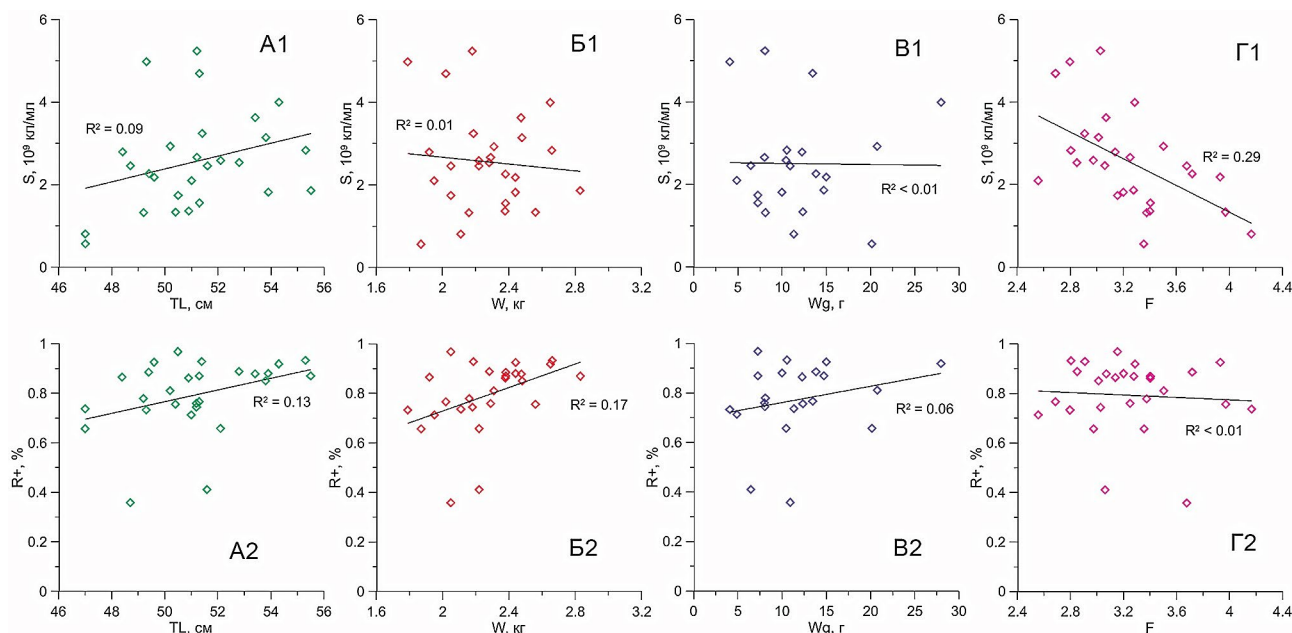 А1
S, 10⁹ кл/мл
6
4
2
0
R² = 0.09
46 48 50 52 54 56
TL, см
Б1
6
4
2
0
R² = 0.01
1.6 2 2.4 2.8 3.2
W, кг
В1
S, 10⁹ кл/мл
6
4
2
0
R² < 0.01
0 5 10 15 20 25 30
Wg, г
Г1
S, 10⁹ кл/мл
6
4
2
0
R² = 0.29
2.4 2.8 3.2 3.6 4 4.4
F
А2
R+, %
1
0.8
0.6
0.4
0.2
0
R² = 0.13
46 48 50 52 54 56
TL, см
Б2
R+, %
1
0.8
0.6
0.4
0.2
0
R² = 0.17
1.6 2 2.4 2.8 3.2
W, кг
В2
R+, %
1
0.8
0.6
0.4
0.2
0
R² = 0.06
0 5 10 15 20 25 30
Wg, г
Г2
R+, %
1
0.8
0.6
0.4
0.2
0
R² < 0.01
2.4 2.8 3.2 3.6 4 4.4
F